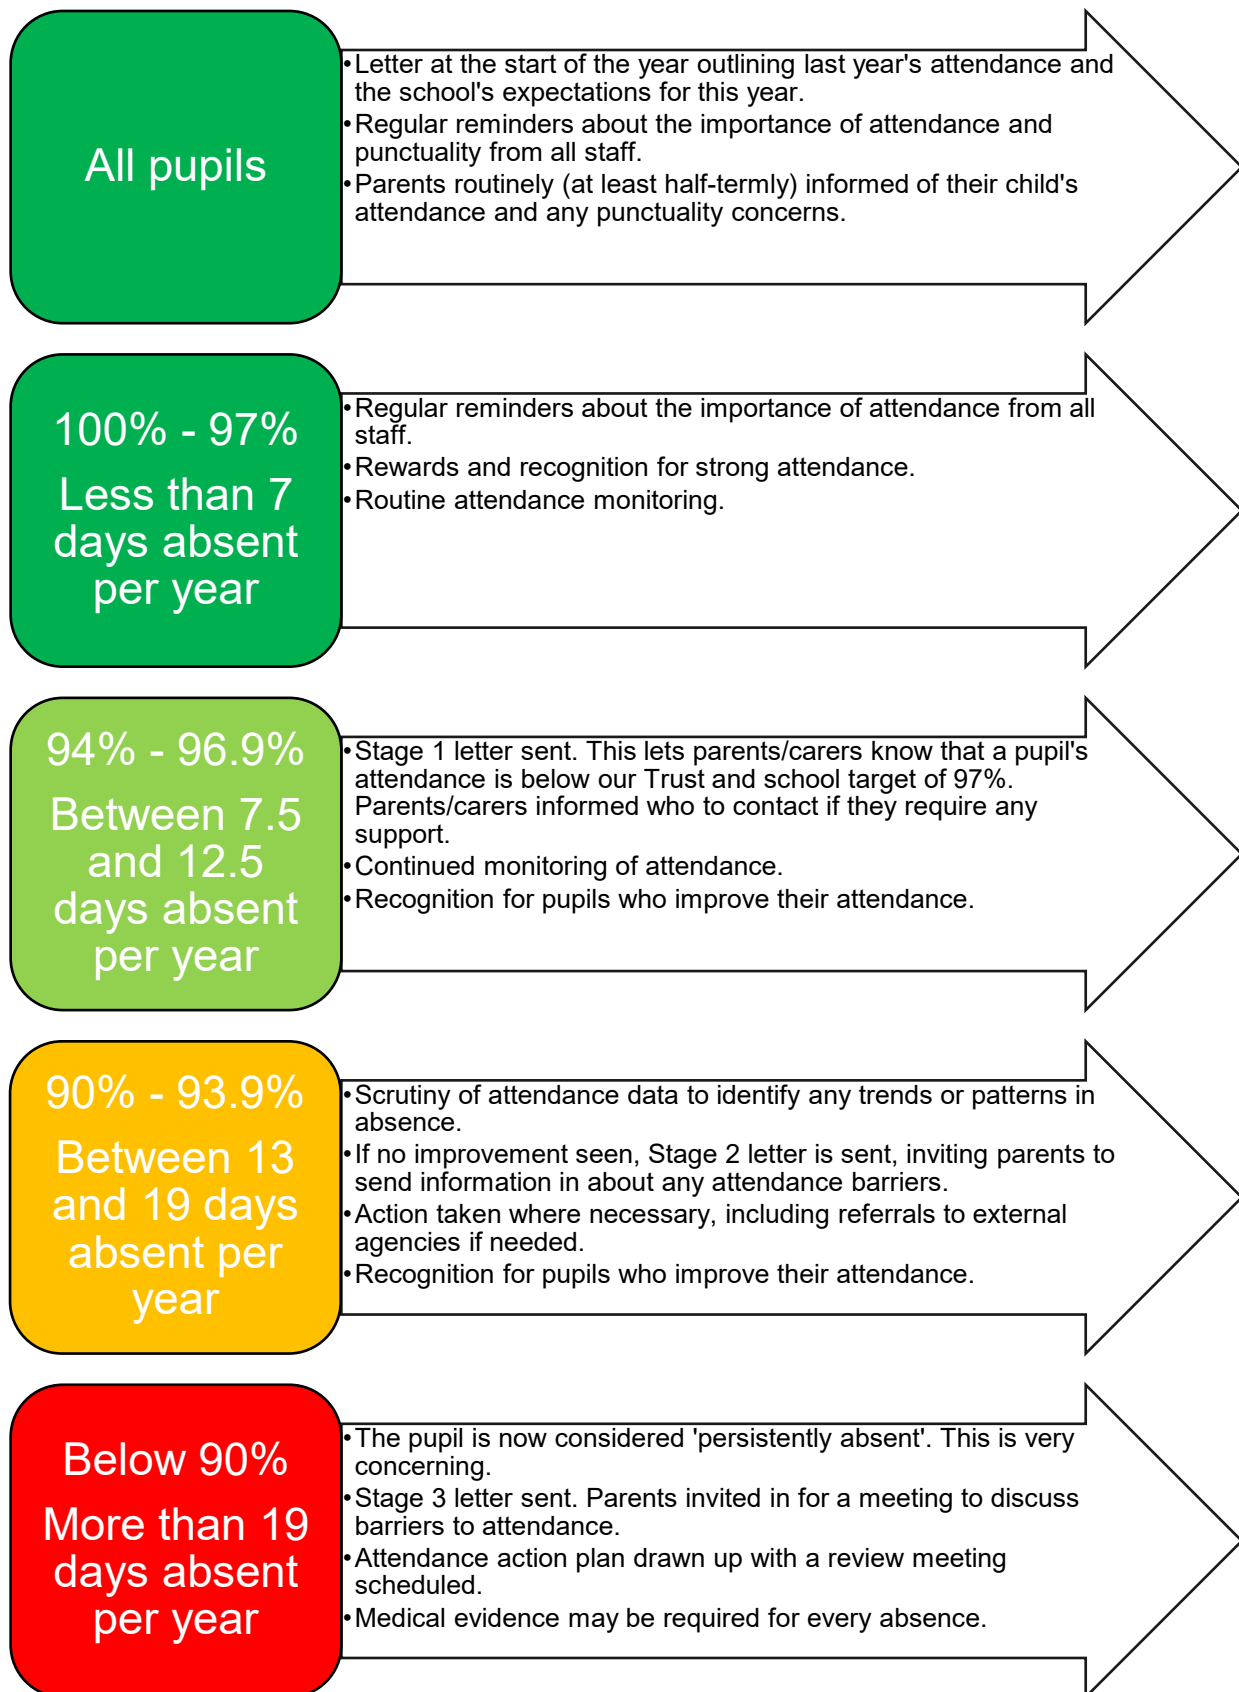 All pupils
•Letter at the start of the year outlining last year's attendance and
the school's expectations for this year.
•Regular reminders about the importance of attendance and
punctuality from all staff.
•Parents routinely (at least half-termly) informed of their child's
attendance and any punctuality concerns.
100% - 97%
Less than 7
days absent
per year
•Regular reminders about the importance of attendance from all
staff.
•Rewards and recognition for strong attendance.
•Routine attendance monitoring.
94% - 96.9%
Between 7.5
and 12.5
days absent
per year
•Stage 1 letter sent. This lets parents/carers know that a pupil's
attendance is below our Trust and school target of 97%.
Parents/carers informed who to contact if they require any
support.
•Continued monitoring of attendance.
•Recognition for pupils who improve their attendance.
90% - 93.9%
Between 13
and 19 days
absent per
year
•Scrutiny of attendance data to identify any trends or patterns in
absence.
•If no improvement seen, Stage 2 letter is sent, inviting parents to
send information in about any attendance barriers.
•Action taken where necessary, including referrals to external
agencies if needed.
•Recognition for pupils who improve their attendance.
Below 90%
More than 19
days absent
per year
•The pupil is now considered 'persistently absent'. This is very
concerning.
•Stage 3 letter sent. Parents invited in for a meeting to discuss
barriers to attendance.
•Attendance action plan drawn up with a review meeting
scheduled.
•Medical evidence may be required for every absence.